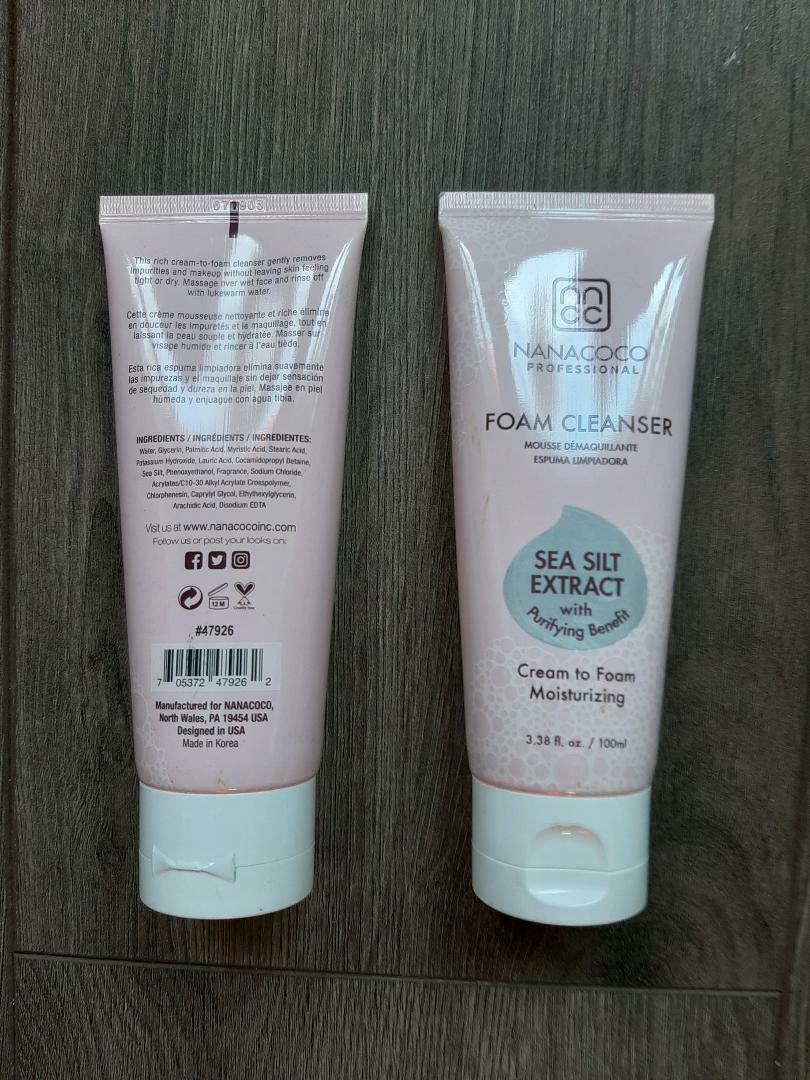 This rich cream-to-foam cleanser gently removes
impurities and makeup without leaving skin feeling
tight or dry. Massage over wet face and rinse off
with lukewarm water.
Cette crème mousseuse nettoyante et riche élimine
en douceur les impuretés et le maquillage, tout en
laissant la peau souple et hydratée. Masser sur
visage humide et rincer à l'eau tiède.
Esta rica espuma limpiadora elimina suavemente
las impurezas y el maquillaje sin dejar sensación
de sequedad y dureza en la piel. Masajee en piel
húmeda y enjuague con agua tibia.
INGREDIENTS / INGRÉDIENTS / INGREDIENTES:
Water, Glycerin, Palmitic Acid, Myristic Acid, Stearic Acid,
Potassium Hydroxide, Lauric Acid, Cocamidopropyl Betaine,
Sea Silt, Phenoxyethanol, Fragrance, Sodium Chloride,
Acrylates/C10-30 Alkyl Acrylate Crosspolymer,
Chlorphenesin, Caprylyl Glycol, Ethylhexylglycerin,
Arachidic Acid, Disodium EDTA
Visit us at www.nanacocoinc.com
Follow us or post your looks on:
12 M
Cruelty free
#47926
7 05372 47926 2
Manufactured for NANACOCO,
North Wales, PA 19454 USA
Designed in USA
Made in Korea
nn
cc
NANACOCO
PROFESSIONAL
FOAM CLEANSER
MOUSSE DÉMAQUILLANTE
ESPUMA LIMPIADORA
SEA SILT
EXTRACT
with
Purifying Benefit
Cream to Foam
Moisturizing
3.38 fl. oz. / 100ml